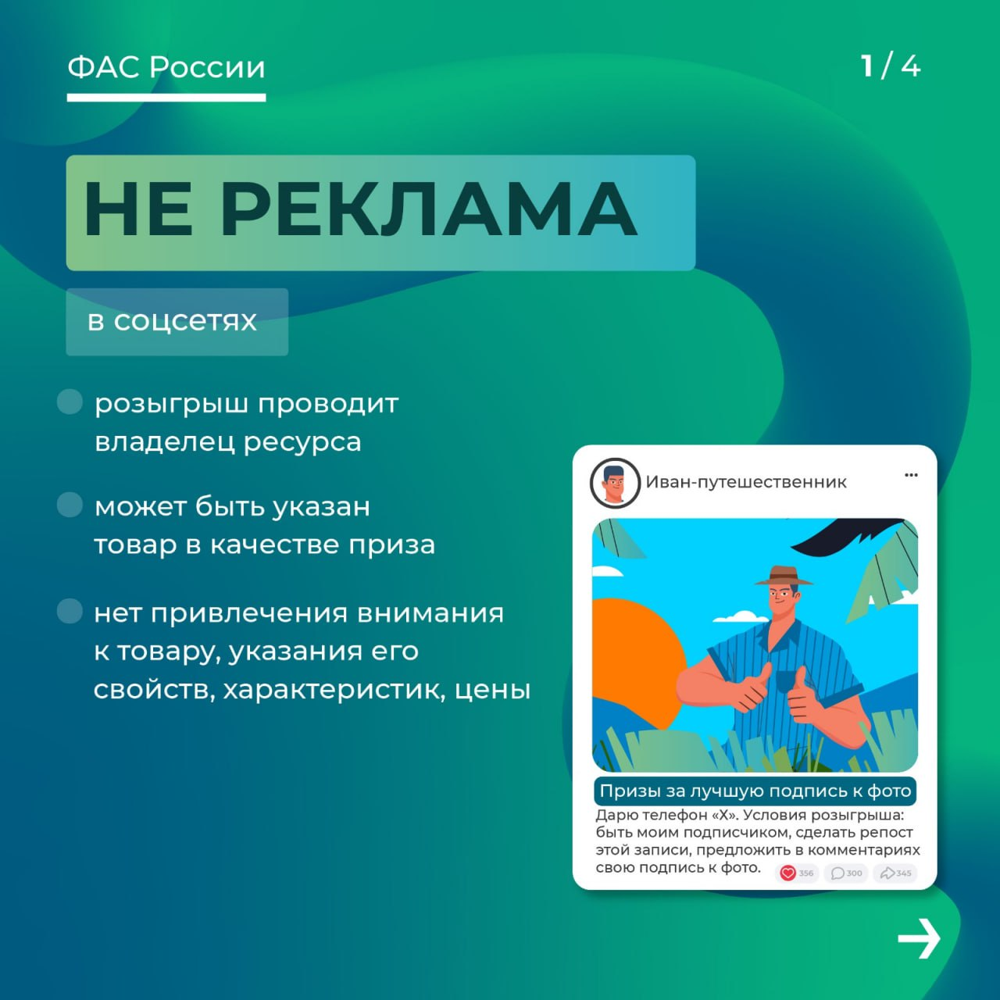 ФАС России
1 / 4
НЕ РЕКЛАМА
в соцсетях
розыгрыш проводит
владелец ресурса
может быть указан
товар в качестве приза
нет привлечения внимания
к товару, указания его
свойств, характеристик, цены
Иван-путешественник
Призы за лучшую подпись к фото
Дарю телефон «Х». Условия розыгрыша:
быть моим подписчиком, сделать репост
этой записи, предложить в комментариях
свою подпись к фото.
356
300
345